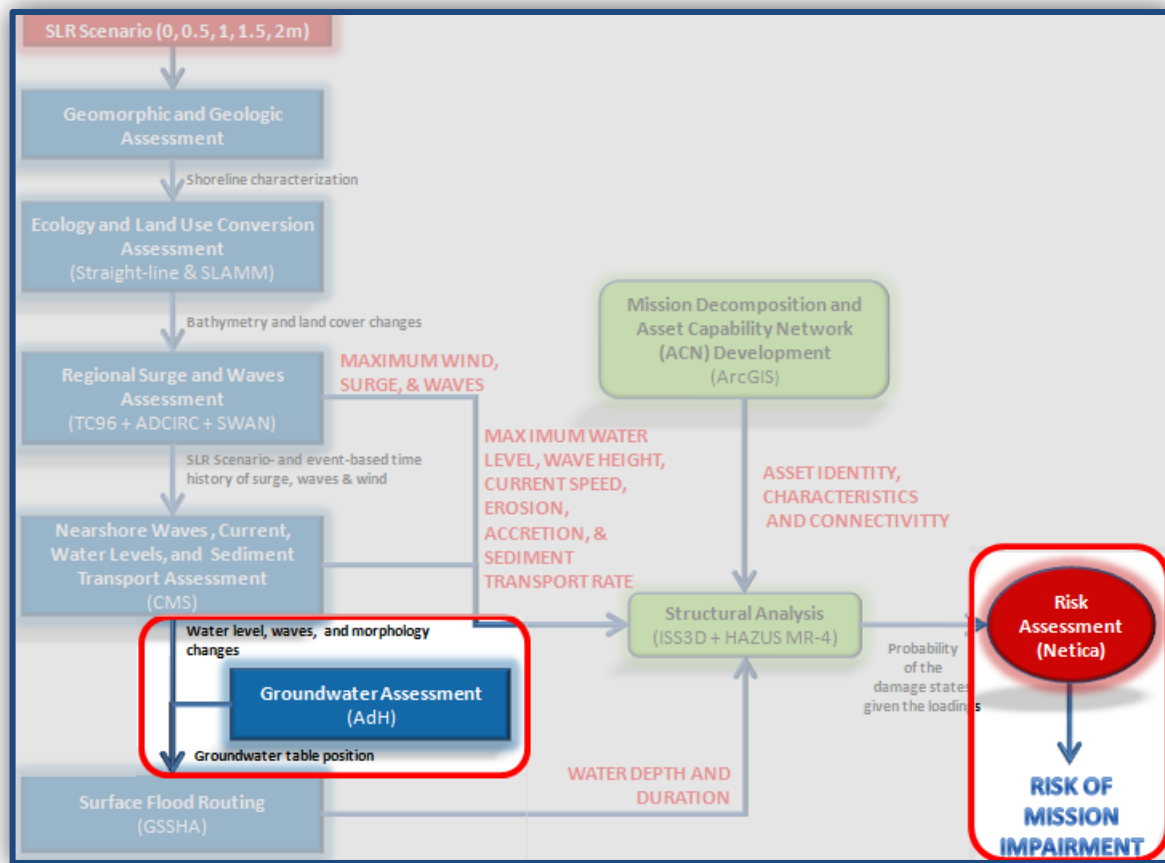 SLR Scenario (0, 0.5, 1, 1.5, 2m)
Geomorphic and Geologic
Assessment
Shoreline characterization
Ecology and Land Use Conversion
Assessment
(Straight-line & SLAMM)
Bathymetry and land cover changes
Regional Surge and Waves
Assessment
(TC96 + ADCIRC + SWAN)
MAXIMUM WIND,
SURGE, & WAVES
SLR Scenario- and event-based time
history of surge, waves & wind
Nearshore Waves, Current,
Water Levels, and Sediment
Transport Assessment
(CMS)
MAXIMUM WATER
LEVEL, WAVE HEIGHT,
CURRENT SPEED,
EROSION,
ACCRETION, &
SEDIMENT
TRANSPORT RATE
Mission Decomposition and
Asset Capability Network
(ACN) Development
(ArcGIS)
ASSET IDENTITY,
CHARACTERISTICS
AND CONNECTIVITTY
Water level, waves, and morphology
changes
Groundwater Assessment
(AdH)
Groundwater table position
Surface Flood Routing
(GSSHA)
WATER DEPTH AND
DURATION
Structural Analysis
(ISS3D + HAZUS MR-4)
Probability
of the
damage states
given the loadings
Risk
Assessment
(Netica)
RISK OF
MISSION
IMPAIRMENT